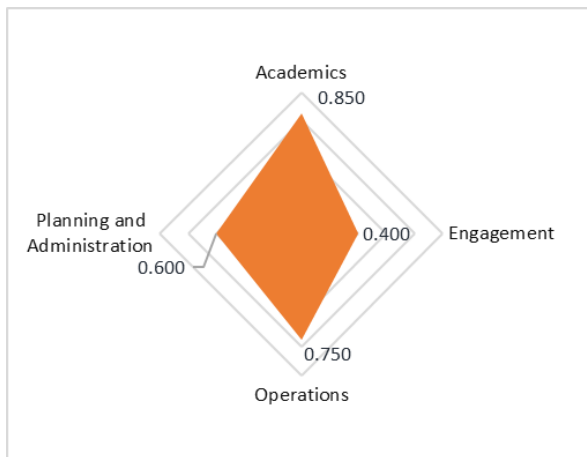 Academics
0.850
Planning and
Administration
0.600
0.400
Engagement
0.750
Operations